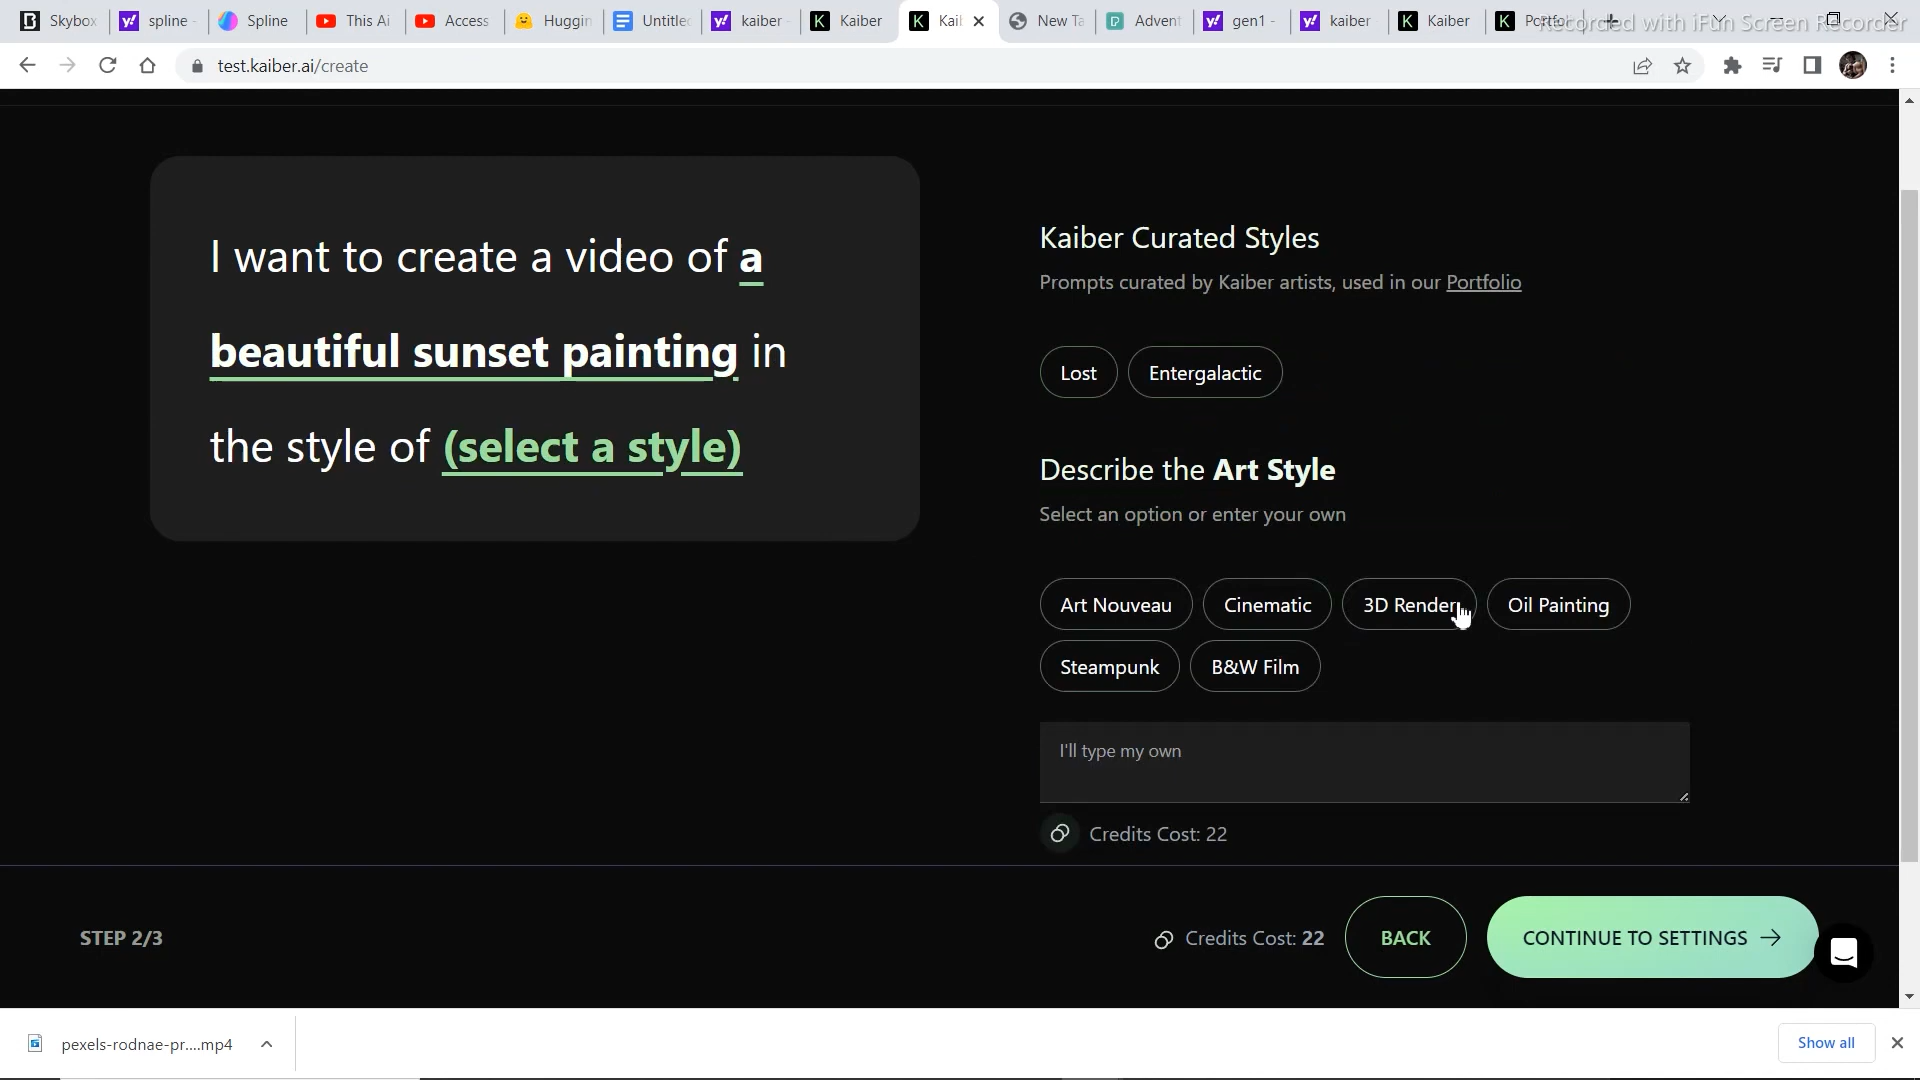 Skybox
spline
Spline
This Ai
Access
Huggin
Untitled
kaiber
Kaiber
Kail
New Ta
Advent
gen1 -
kaiber
Kaiber
Portfo
Recorded with iFun Screen Recorder
test.kaiber.ai/create
I want to create a video of a
beautiful sunset painting in
the style of (select a style)
Kaiber Curated Styles
Prompts curated by Kaiber artists, used in our Portfolio
Lost
Entergalactic
Describe the Art Style
Select an option or enter your own
Art Nouveau
Cinematic
3D Render
Oil Painting
Steampunk
B&W Film
I'll type my own
Credits Cost: 22
STEP 2/3
Credits Cost: 22
BACK
CONTINUE TO SETTINGS
pexels-rodnae-pr....mp4
Show all